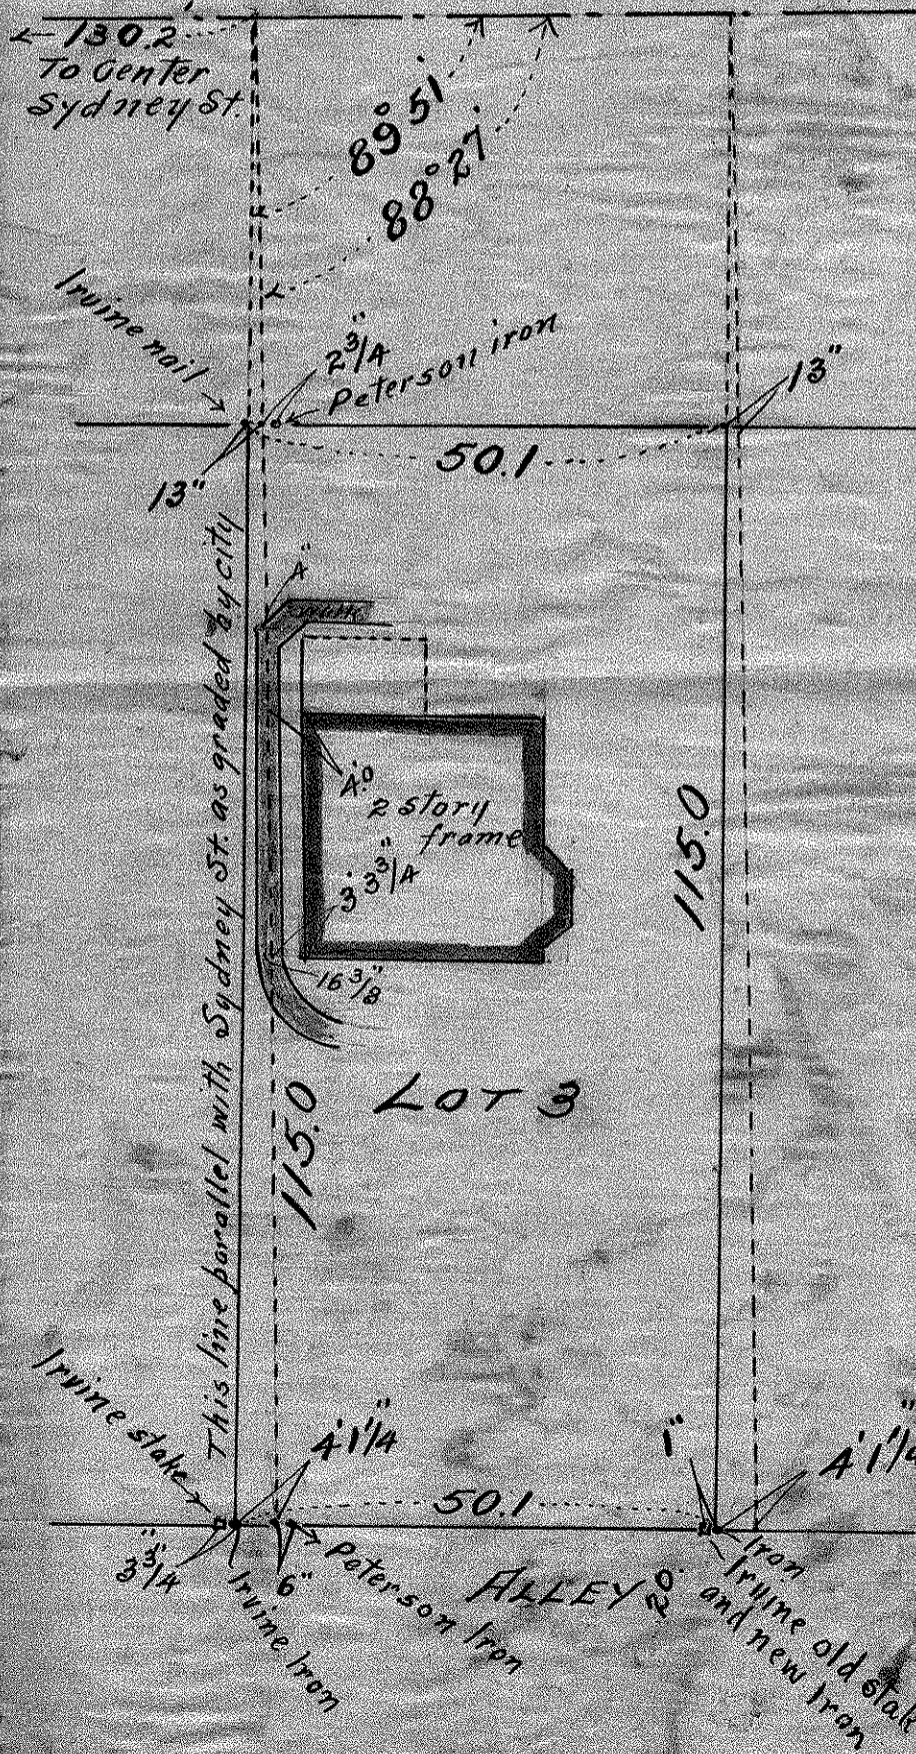 130.2
To Center
Sydney St.
89° 51'
88° 27'
Irvine nail
2 3/4"
Peterson iron
13"
50.1
13"
This line parallel with Sydney St. as graded by city
4"
4.0
2 story
frame
3' 3 3/4"
16 3/8"
115.0
115.0
LOT 3
Irvine stake
4' 1 1/4"
1"
4' 1 1/4"
50.1
3 3/4"
Irvine Iron
6"
Peterson Iron
ALLEY 20'
Iron
Irvine old stake
and new Iron